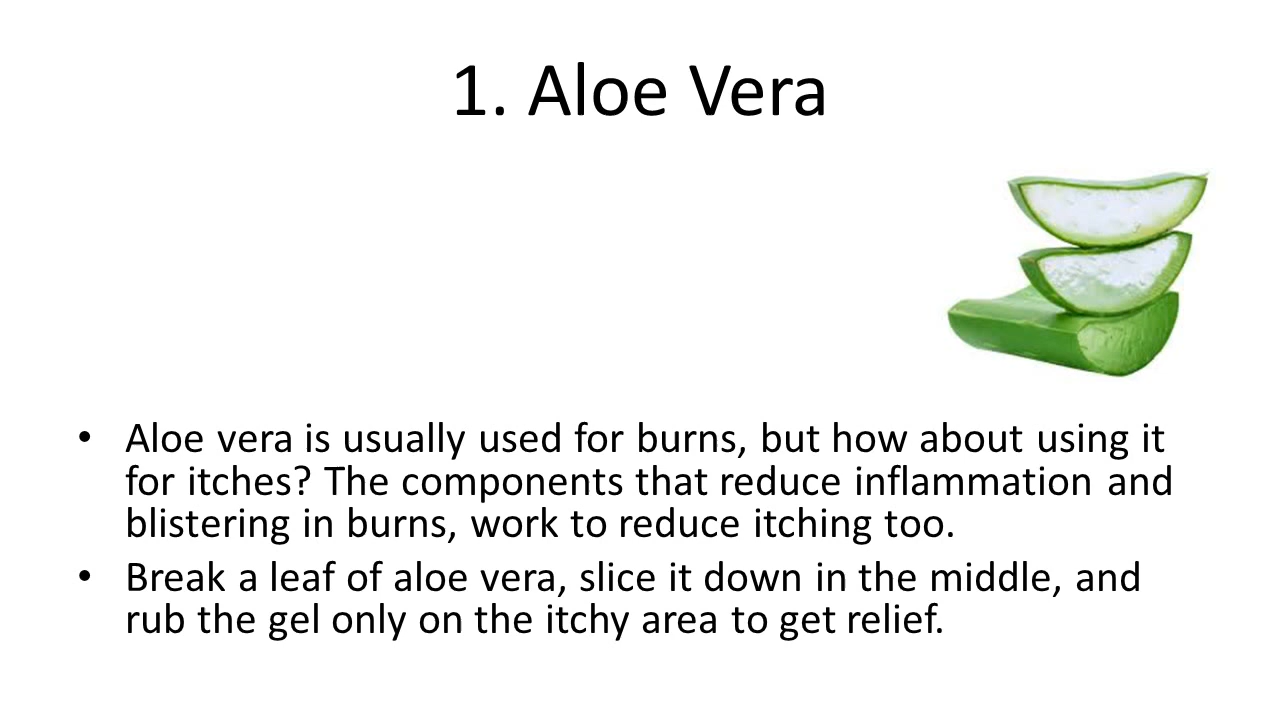 1. Aloe Vera
• Aloe vera is usually used for burns, but how about using it
for itches? The components that reduce inflammation and
blistering in burns, work to reduce itching too.
• Break a leaf of aloe vera, slice it down in the middle, and
rub the gel only on the itchy area to get relief.